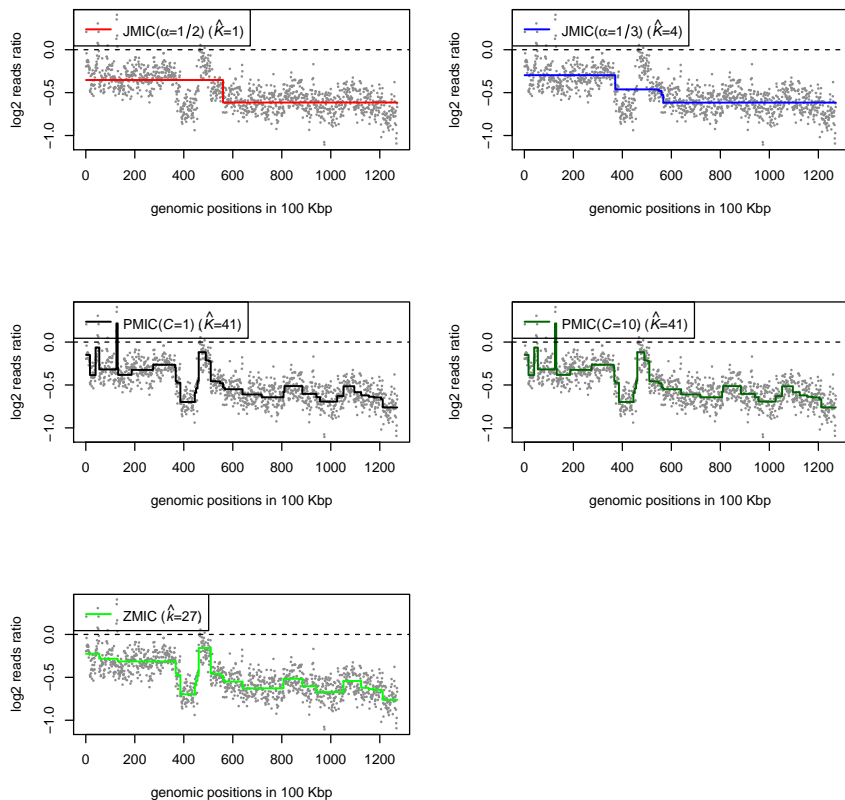 JMIC(α=1/2) (K̂=1)
log2 reads ratio
0.0
−0.5
−1.0
0 200 400 600 800 1000 1200
genomic positions in 100 Kbp
JMIC(α=1/3) (K̂=4)
log2 reads ratio
0.0
−0.5
−1.0
0 200 400 600 800 1000 1200
genomic positions in 100 Kbp
PMIC(C=1) (K̂=41)
log2 reads ratio
0.0
−0.5
−1.0
0 200 400 600 800 1000 1200
genomic positions in 100 Kbp
PMIC(C=10) (K̂=41)
log2 reads ratio
0.0
−0.5
−1.0
0 200 400 600 800 1000 1200
genomic positions in 100 Kbp
ZMIC (k̂=27)
log2 reads ratio
0.0
−0.5
−1.0
0 200 400 600 800 1000 1200
genomic positions in 100 Kbp